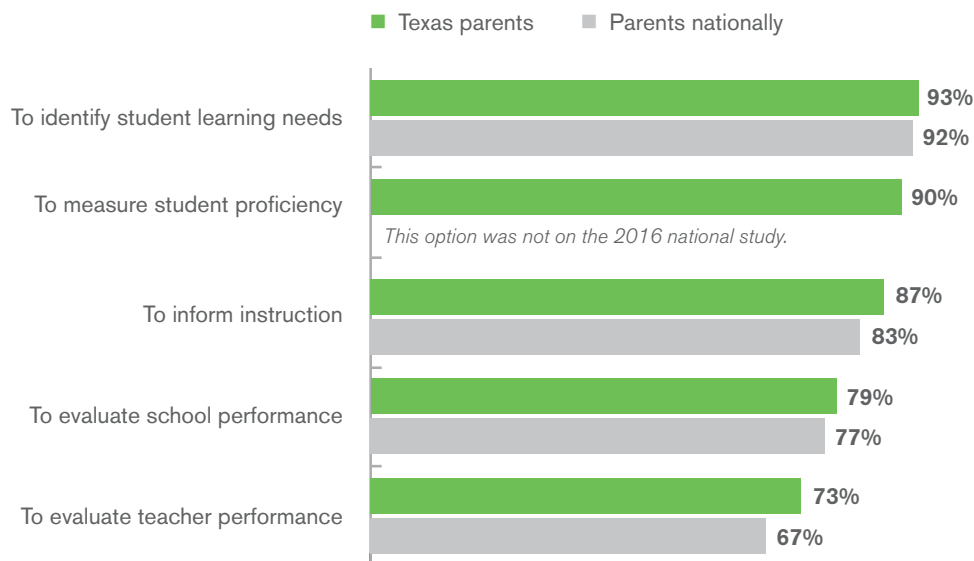 Texas parents
Parents nationally
To identify student learning needs
93%
92%
To measure student proficiency
90%
This option was not on the 2016 national study.
To inform instruction
87%
83%
To evaluate school performance
79%
77%
To evaluate teacher performance
73%
67%